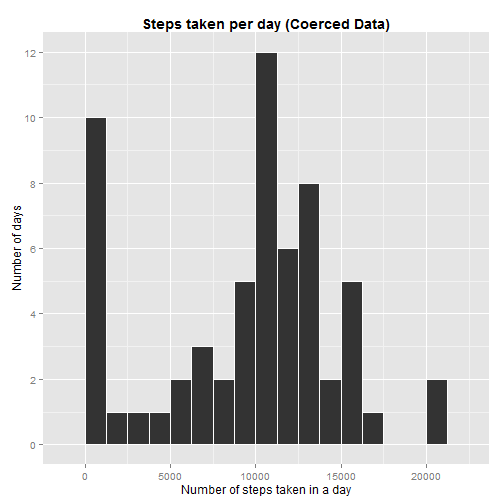 Steps taken per day (Coerced Data)
Number of days
12
10
8
6
4
2
0
0 5000 10000 15000 20000
Number of steps taken in a day